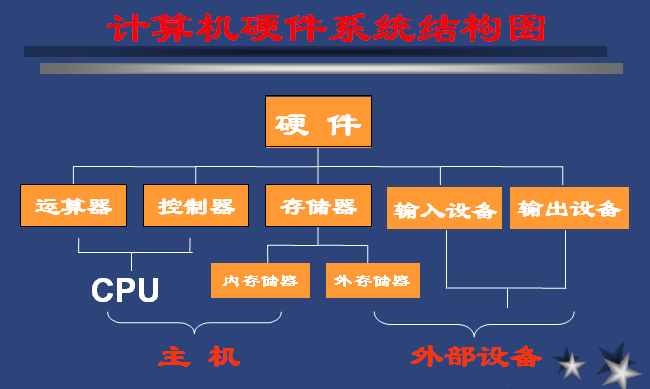 计算机硬件系统结构图
硬 件
运算器
控制器
存储器
输入设备
输出设备
内存储器
外存储器
CPU
主 机
外部设备